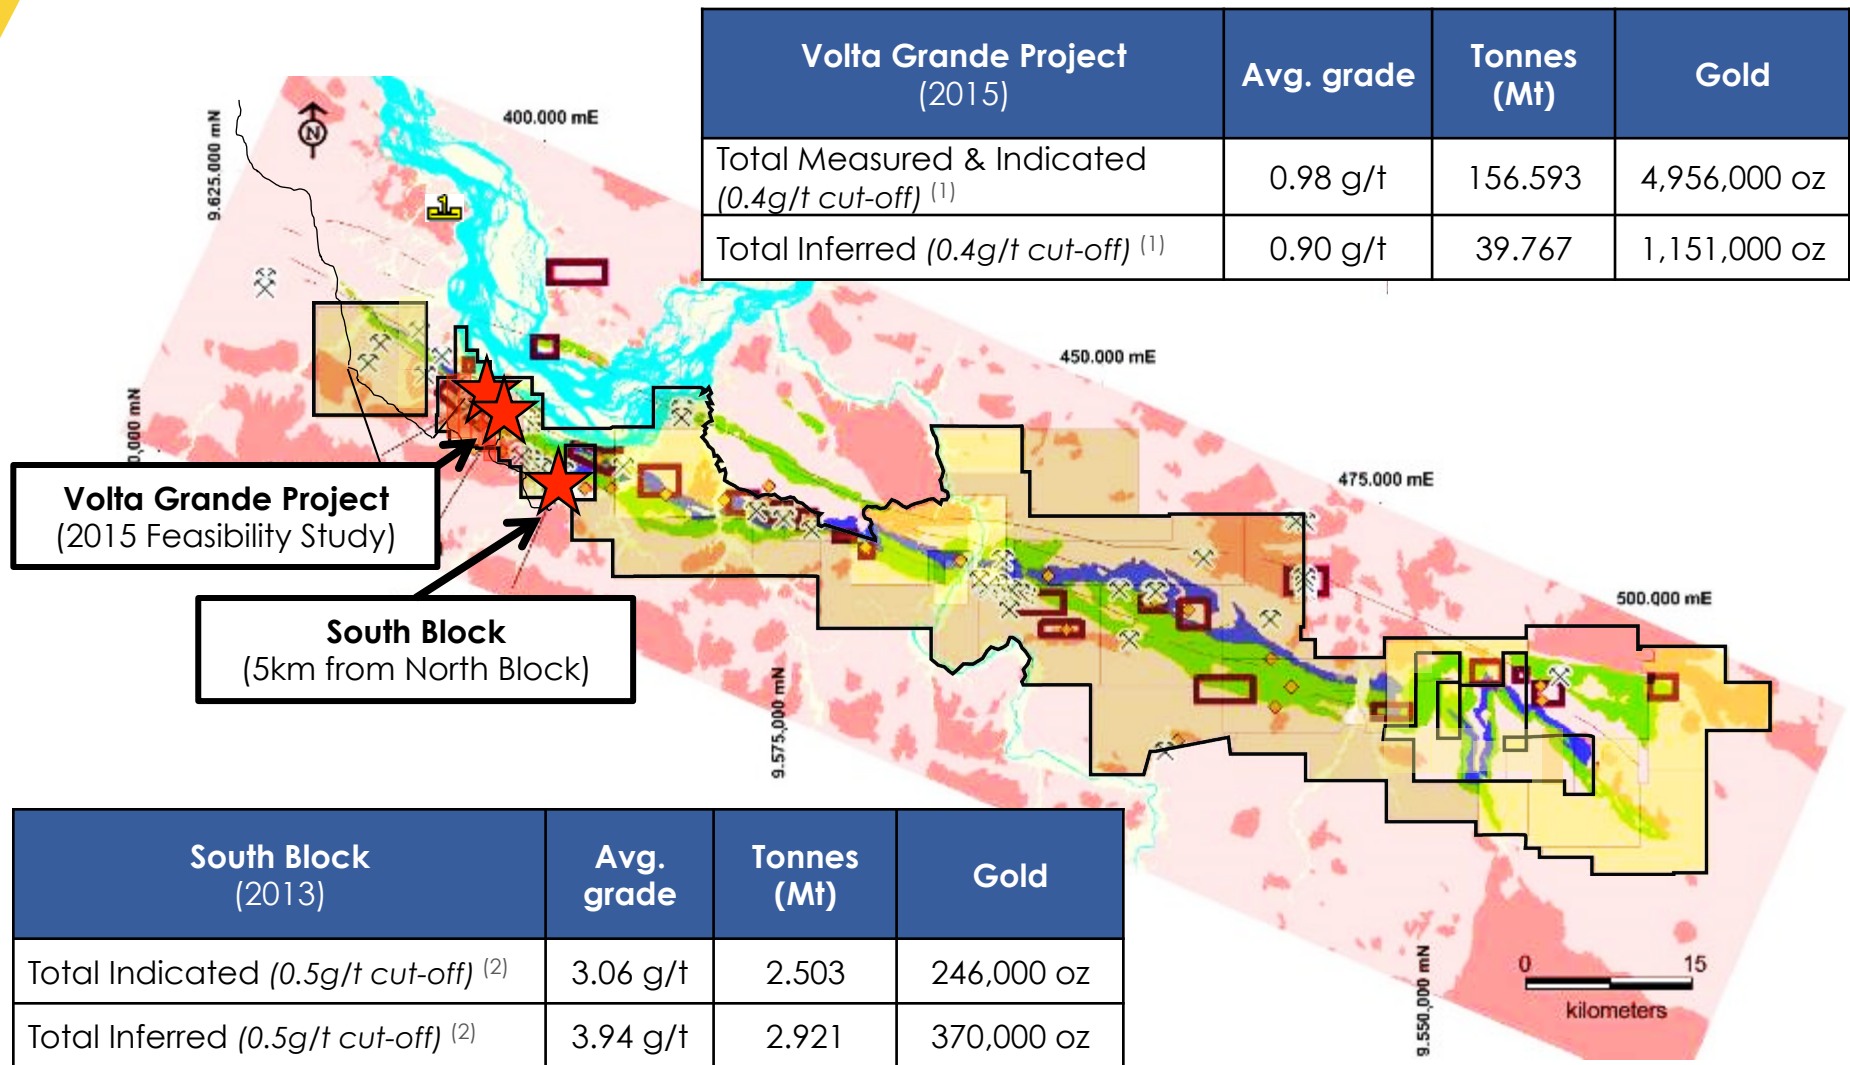 Volta Grande Project
(2015)
Avg. grade
Tonnes
(Mt)
Gold
Total Measured & Indicated
(0.4g/t cut-off) (1)
0.98 g/t
156.593
4,956,000 oz
Total Inferred (0.4g/t cut-off) (1)
0.90 g/t
39.767
1,151,000 oz
400.000 mE
9.625.000 mN
N
1
450.000 mE
0,000 mN
475.000 mE
500.000 mE
Volta Grande Project
(2015 Feasibility Study)
South Block
(5km from North Block)
9.575,000 mN
9.550,000 mN
0 15
kilometers
South Block
(2013)
Avg.
grade
Tonnes
(Mt)
Gold
Total Indicated (0.5g/t cut-off) (2)
3.06 g/t
2.503
246,000 oz
Total Inferred (0.5g/t cut-off) (2)
3.94 g/t
2.921
370,000 oz